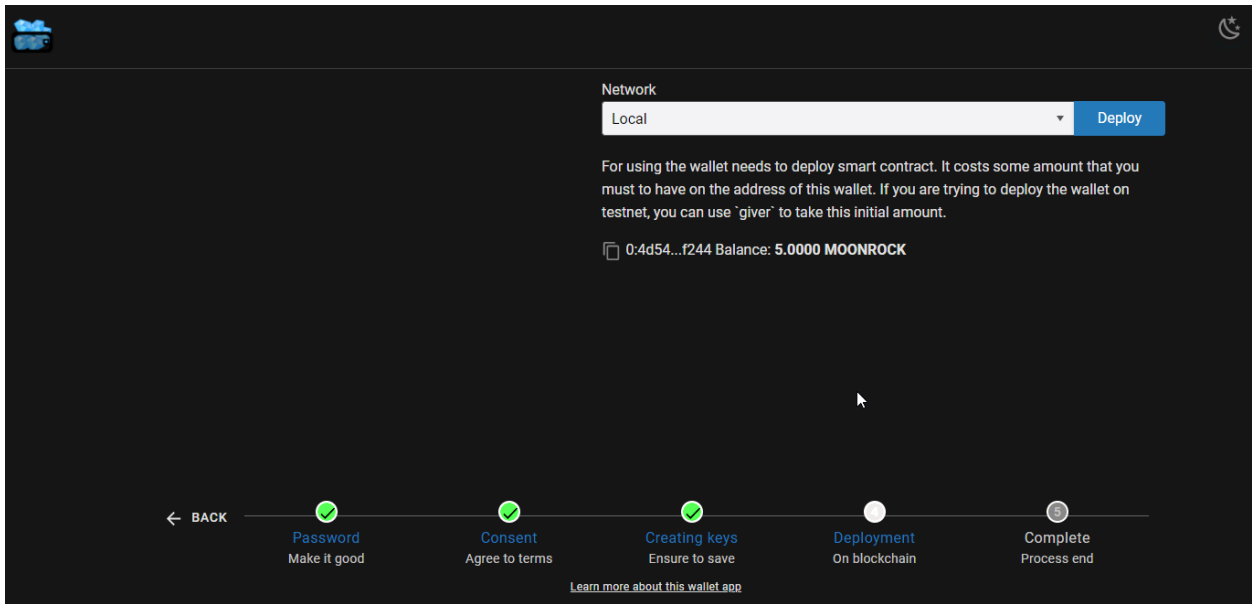 Network
Local
Deploy
For using the wallet needs to deploy smart contract. It costs some amount that you
must to have on the address of this wallet. If you are trying to deploy the wallet on
testnet, you can use `giver` to take this initial amount.
0:4d54...f244 Balance: 5.0000 MOONROCK
BACK
4
5
Password
Consent
Creating keys
Deployment
Complete
Make it good
Agree to terms
Ensure to save
On blockchain
Process end
Learn more about this wallet app